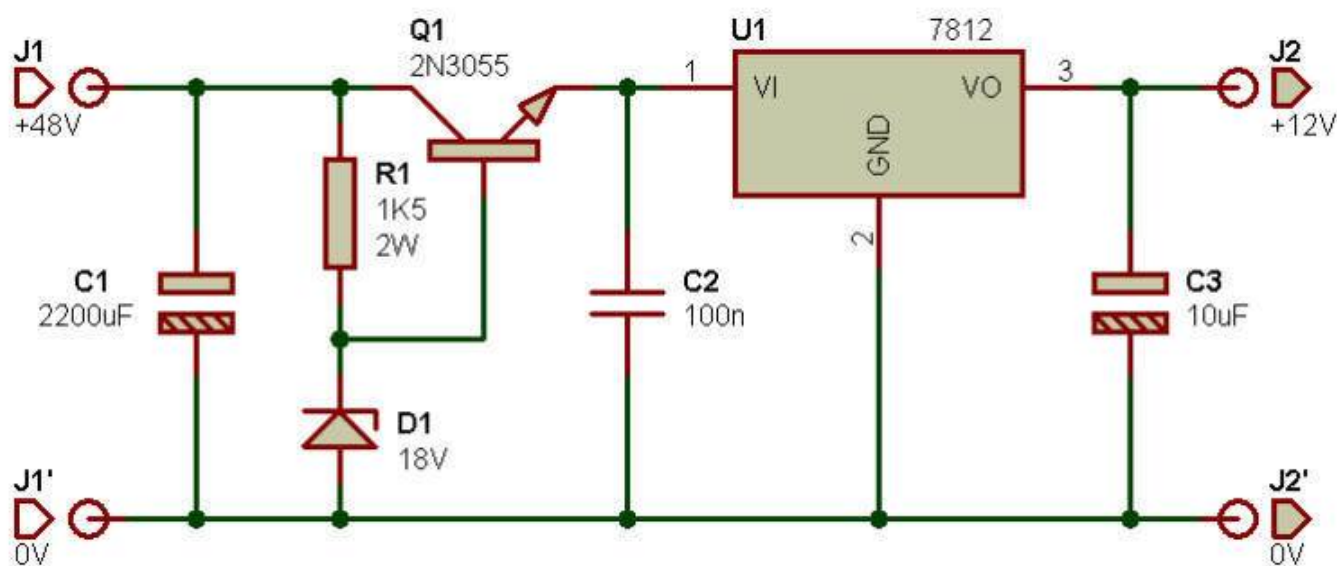 J1
+48V
Q1
2N3055
U1
7812
J2
+12V
1
VI
VO
3
GND
2
R1
1K5
2W
C1
2200uF
C2
100n
C3
10uF
D1
18V
J1'
0V
J2'
0V